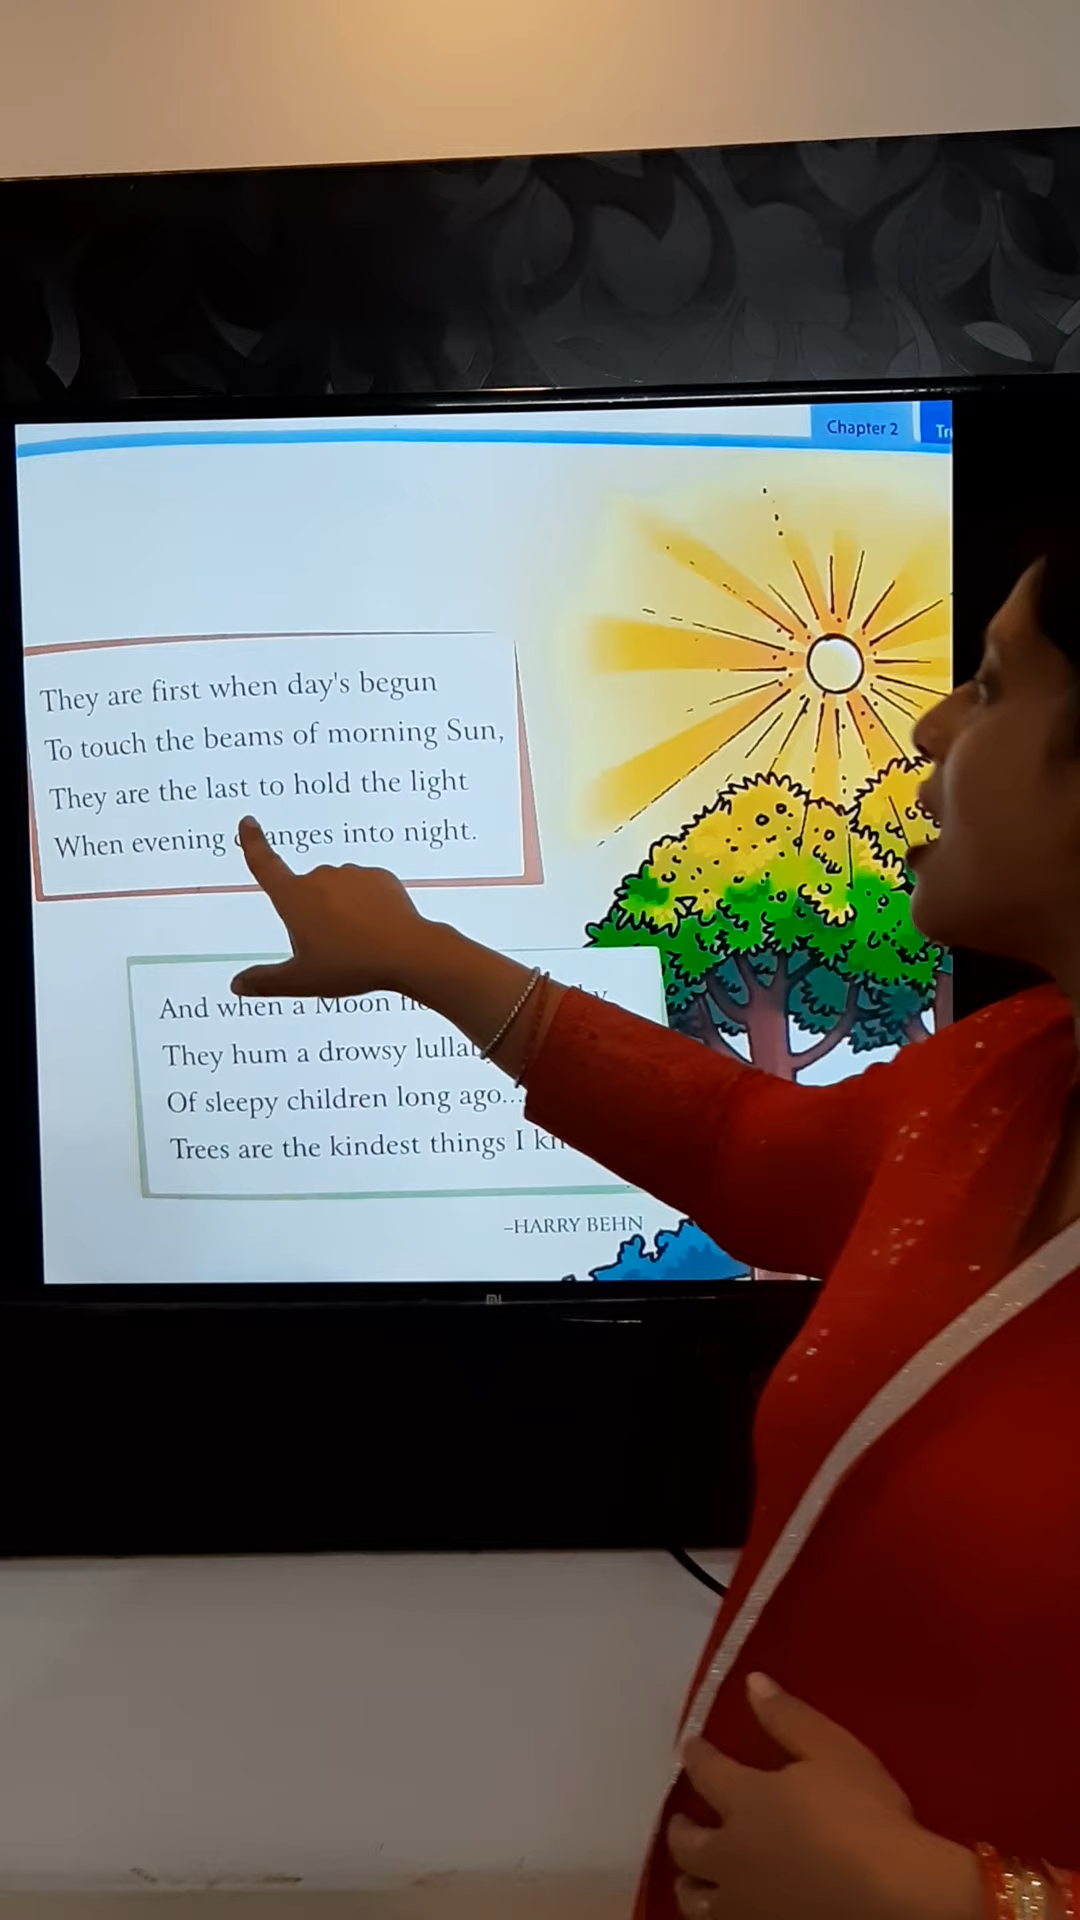 Chapter 2
They are first when day's begun
To touch the beams of morning Sun,
They are the last to hold the light
When evening changes into night.
And when a Moon
They hum a drowsy
Of sleepy children long ago...
Trees are the kindest things I
–HARRY BEHN
mi